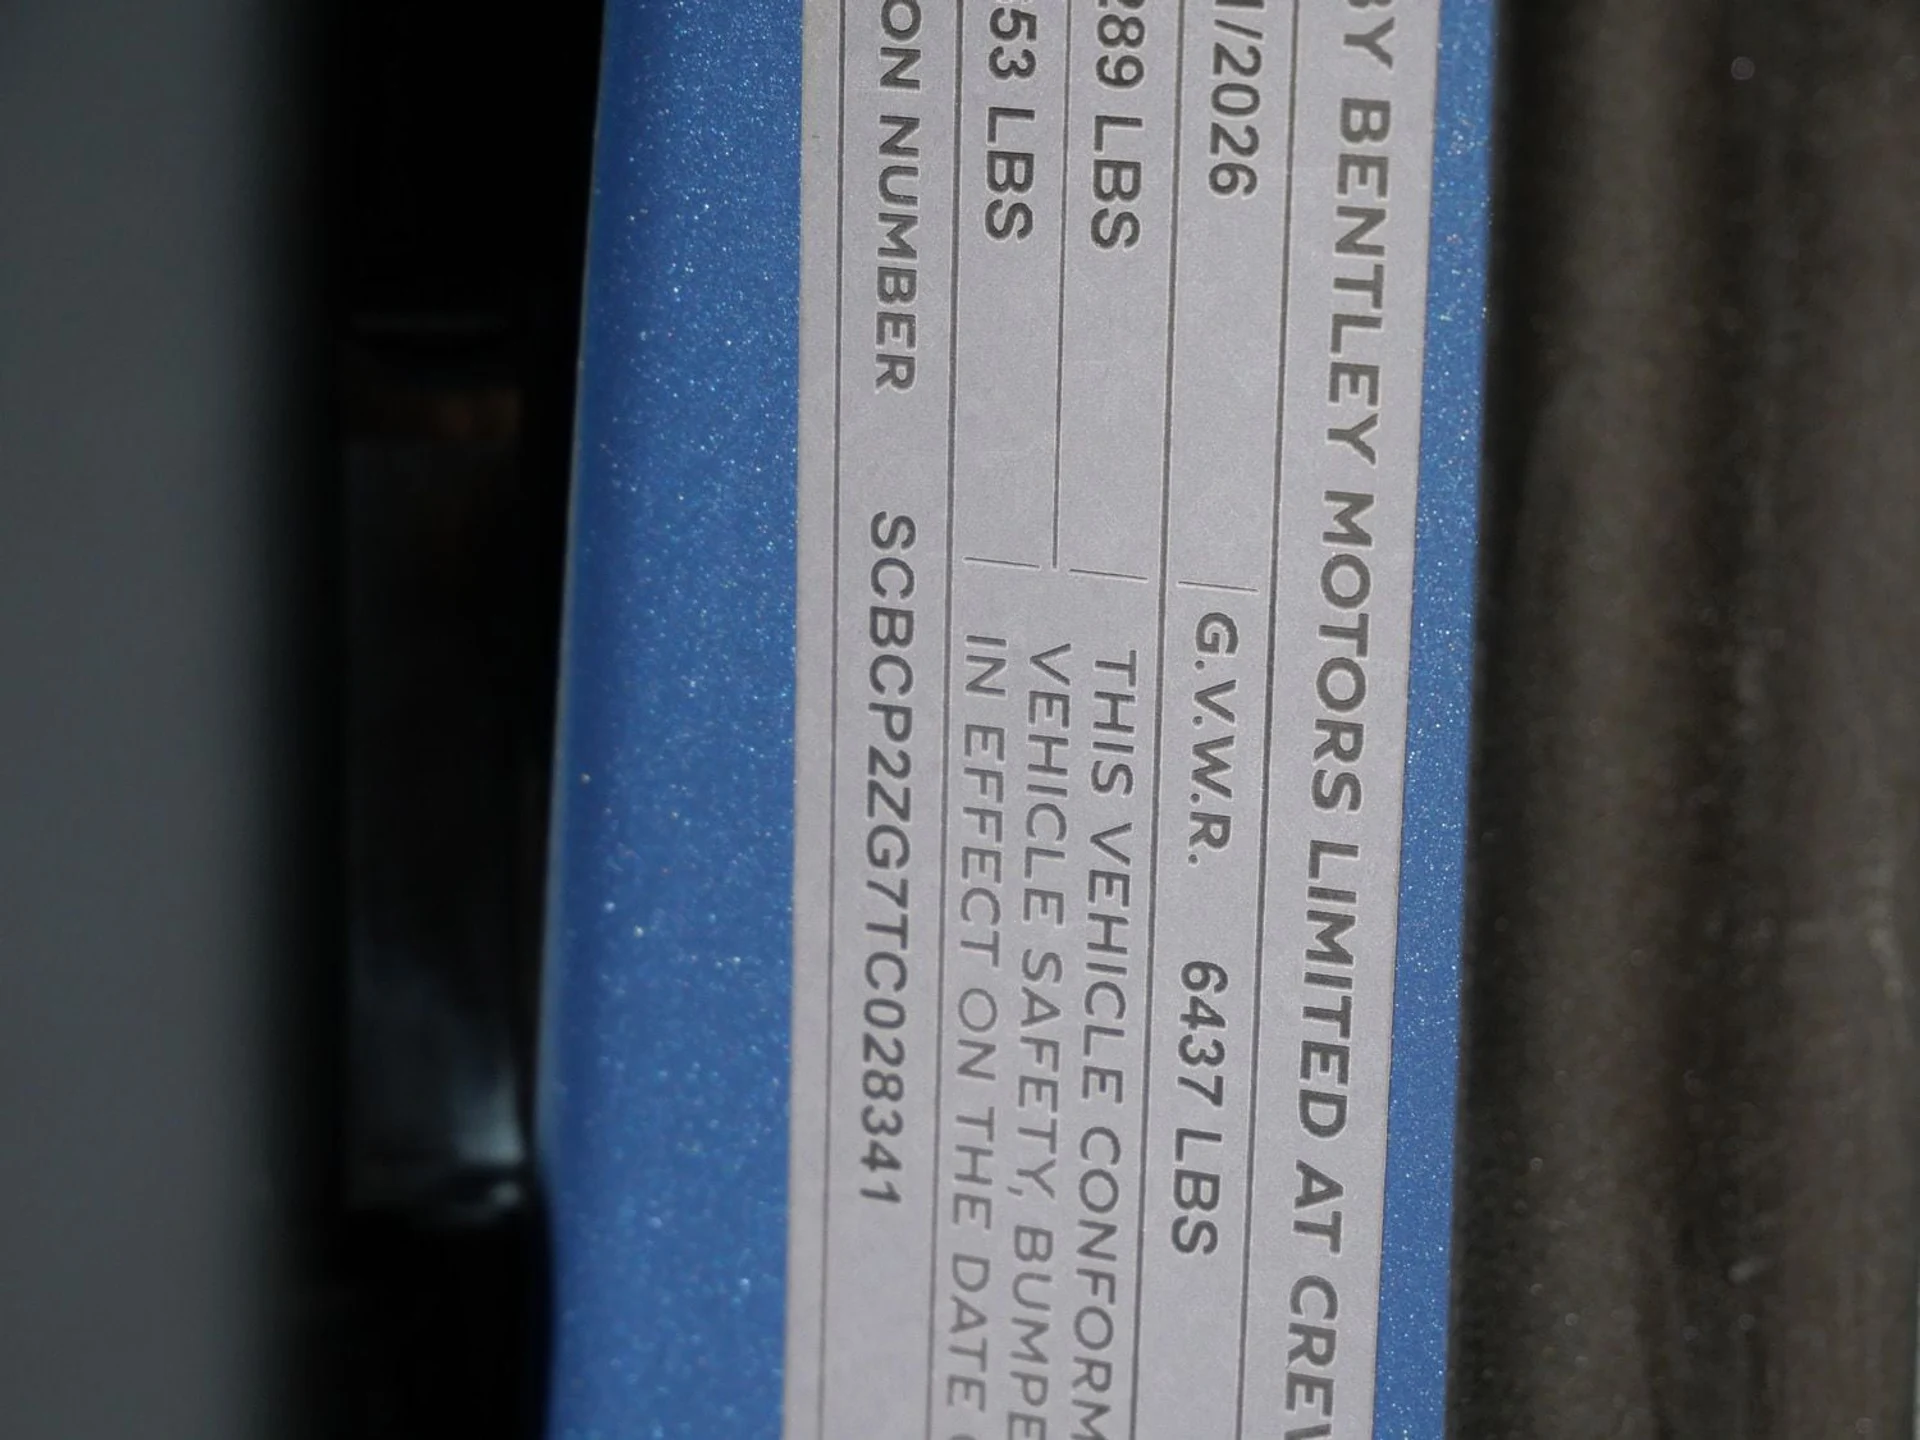 BY BENTLEY MOTORS LIMITED AT CREW
1/2026 G.V.W.R. 6437 LBS
289 LBS
53 LBS
THIS VEHICLE CONFORM
VEHICLE SAFETY, BUMPE
IN EFFECT ON THE DATE
ON NUMBER SCBCP2ZG7TC028341